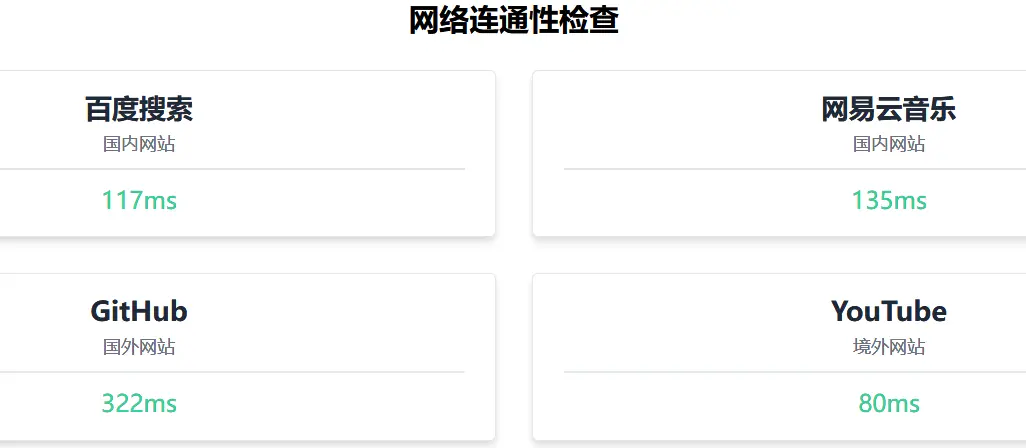 网络连通性检查
百度搜索
国内网站
117ms
网易云音乐
国内网站
135ms
GitHub
国外网站
322ms
YouTube
境外网站
80ms